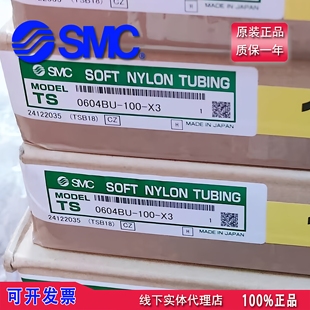 SMC
原装正品
质保一年
SMC SOFT NYLON TUBING
MODEL
TS 0604BU-100-X3 1
24122035 (TSB18) CZ H MADE IN JAPAN
SMC SOFT NYLON TUBING
MODEL
TS 0604BU-100-X3 1
24122035 (TSB18) CZ H MADE IN JAPAN
可开发票 线下实体代理店 100%正品